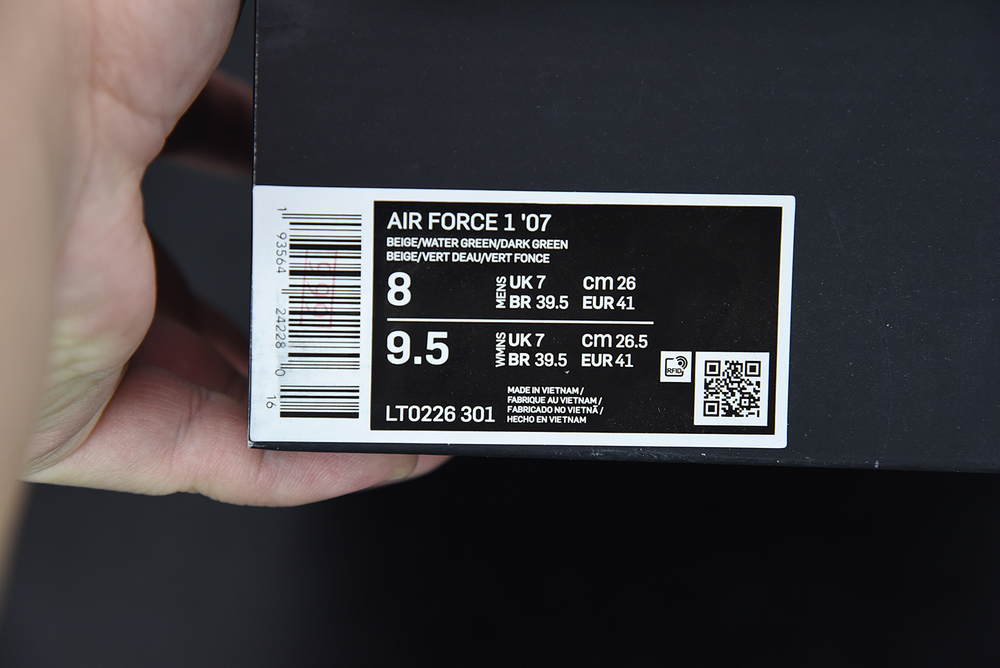 AIR FORCE 1 '07
BEIGE/WATER GREEN/DARK GREEN
BEIGE/VERT DEAU/VERT FONCE
8 MENS UK 7 cm 26
BR 39.5 EUR 41
9.5 WMNS UK 7 cm 26.5
BR 39.5 EUR 41
RFID
MADE IN VIETNAM /
FABRIQUE AU VIETNAM /
FABRICADO NO VIETNÃ /
HECHO EN VIETNAM
LT0226 301
1 93564 24228 0 16